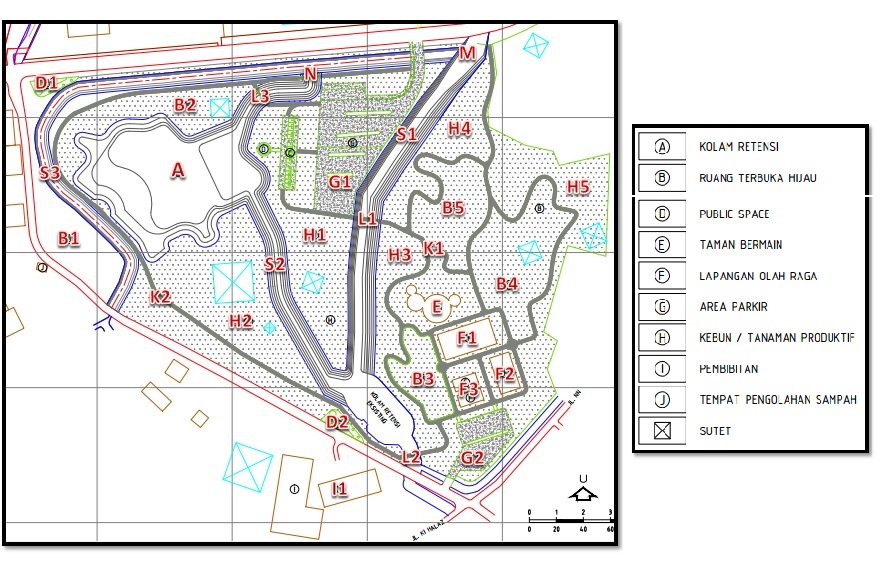 M
N
D1
L3
B2
S1
H4
J
C
B
A
G1
S3
H5
B5
B
L1
B1
H1
H3
K1
J
S2
B4
K2
E
H2
H
F1
B3
F2
F3
KOLAM RETENSI
EKSISTING
JL. NN
D2
L2
G2
I
I1
U
0 1 2 3
0 20 40 60
JL. KI HALAZ
A KOLAM RETENSI
B RUANG TERBUKA HIJAU
D PUBLIC SPACE
E TAMAN BERMAIN
F LAPANGAN OLAH RAGA
G AREA PARKIR
H KEBUN / TANAMAN PRODUKTIF
I PEMBIBITAN
J TEMPAT PENGOLAHAN SAMPAH
SUTET